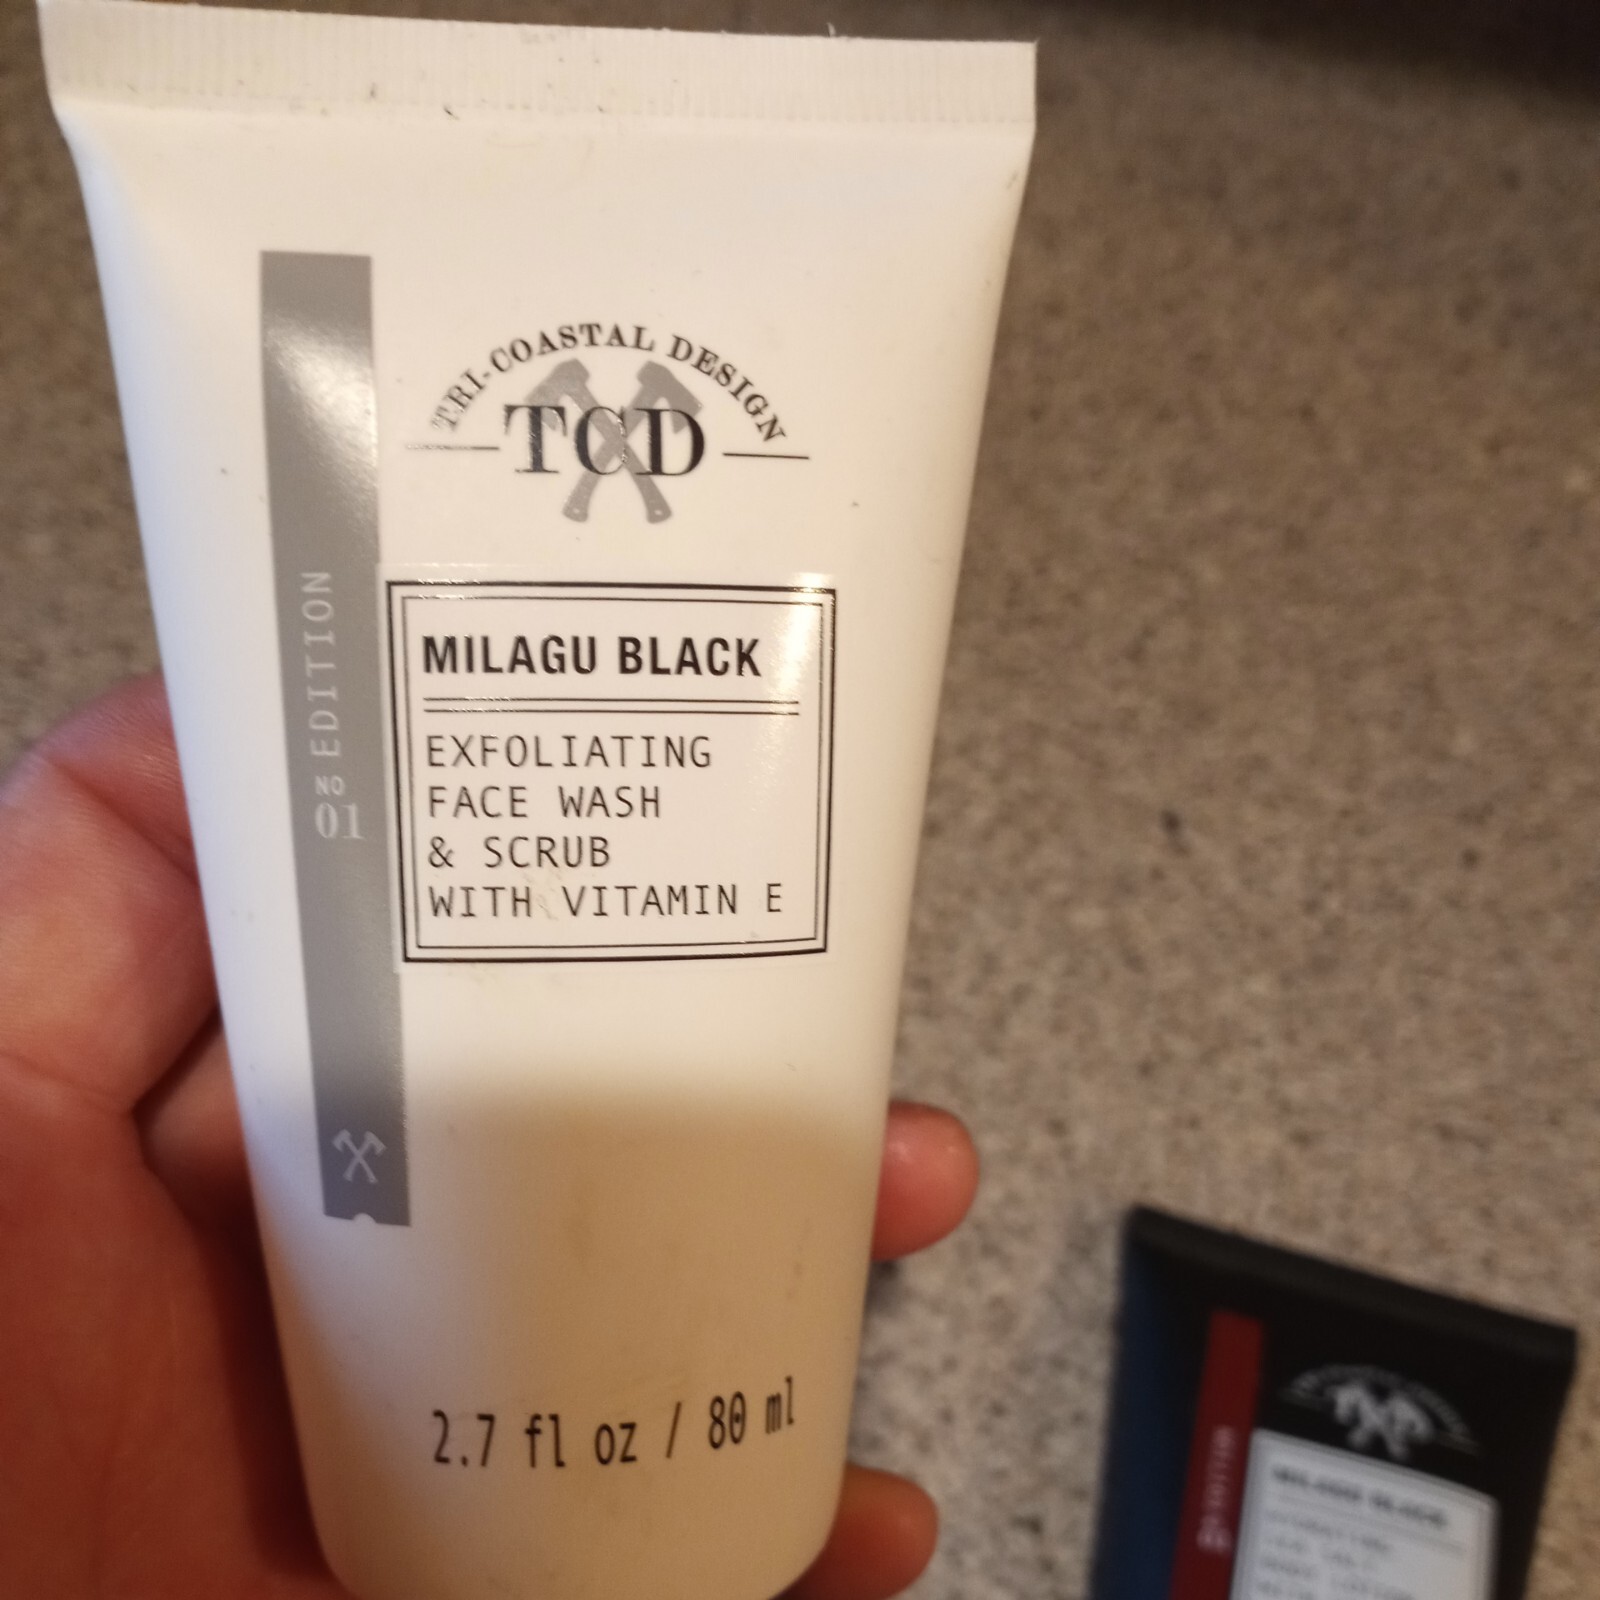 TRI-COASTAL DESIGN
TCD
NO 01 EDITION
MILAGU BLACK
EXFOLIATING
FACE WASH
& SCRUB
WITH VITAMIN E
2.7 fl oz / 80 ml
MILAGU BLACK